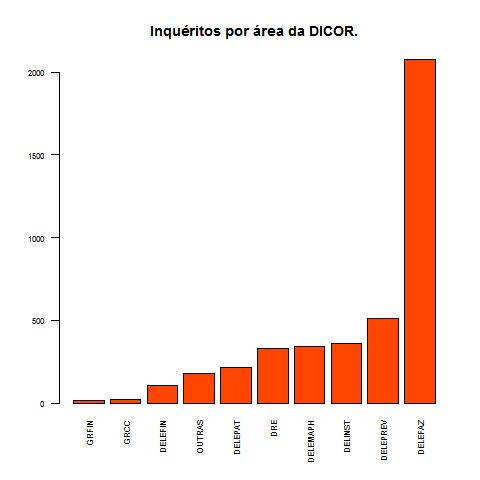 Inquéritos por área da DICOR.
2000
1500
1000
500
0
GRFIN
GRCC
DELEFIN
OUTRAS
DELEPAT
DRE
DELEMAPH
DELINST
DELEPREV
DELEFAZ